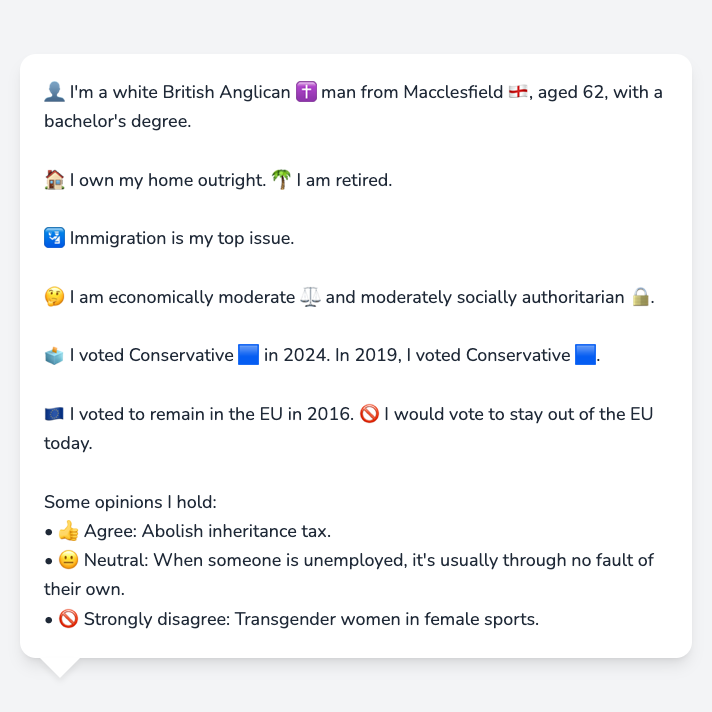 👤 I'm a white British Anglican ✝️ man from Macclesfield 🏴󠁧󠁢󠁥󠁮󠁧󠁿, aged 62, with a
bachelor's degree.
🏠 I own my home outright. 🌴 I am retired.
🛂 Immigration is my top issue.
🤔 I am economically moderate ⚖️ and moderately socially authoritarian 🔒.
🗳️ I voted Conservative 🟦 in 2024. In 2019, I voted Conservative 🟦.
🇪🇺 I voted to remain in the EU in 2016. 🚫 I would vote to stay out of the EU
today.
Some opinions I hold:
• 👍 Agree: Abolish inheritance tax.
• 😐 Neutral: When someone is unemployed, it's usually through no fault of
their own.
• 🚫 Strongly disagree: Transgender women in female sports.